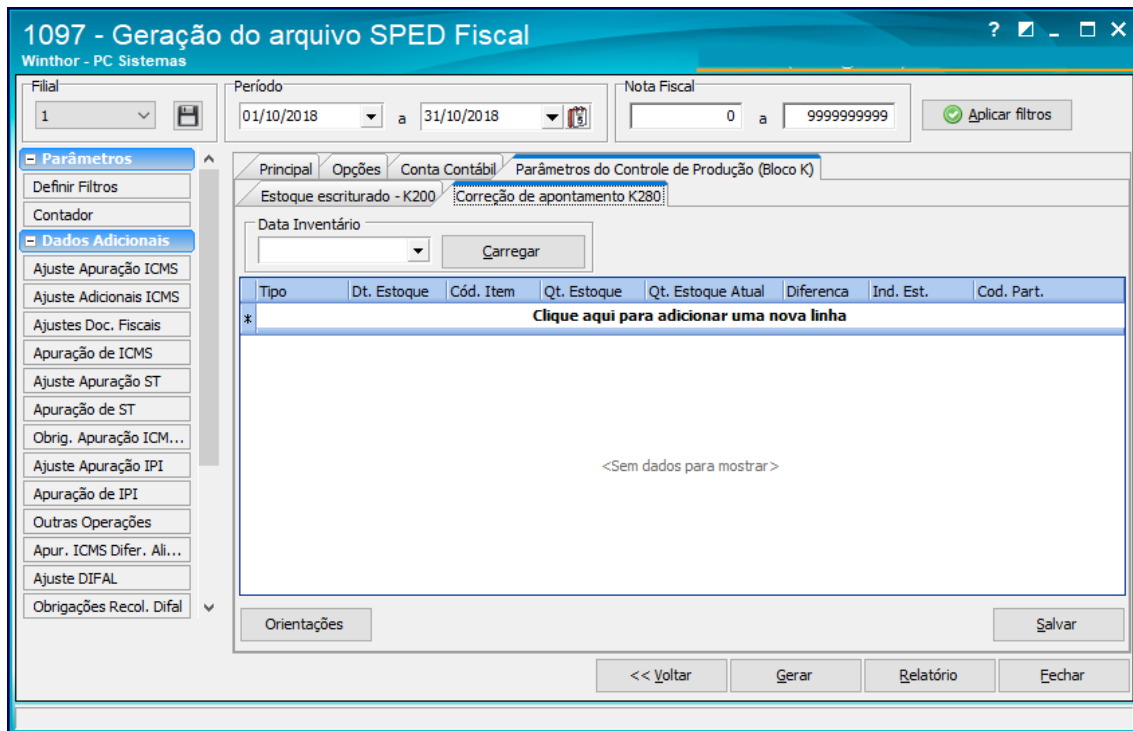 1097 - Geração do arquivo SPED Fiscal
Winthor - PC Sistemas
Filial
1
Período
01/10/2018 a 31/10/2018
Nota Fiscal
0 a 9999999999
Aplicar filtros
Parâmetros
Definir Filtros
Contador
Dados Adicionais
Ajuste Apuração ICMS
Ajuste Adicionais ICMS
Ajustes Doc. Fiscais
Apuração de ICMS
Ajuste Apuração ST
Apuração de ST
Obrig. Apuração ICM...
Ajuste Apuração IPI
Apuração de IPI
Outras Operações
Apur. ICMS Difer. Ali...
Ajuste DIFAL
Obrigações Recol. Difal
Principal Opções Conta Contábil Parâmetros do Controle de Produção (Bloco K)
Estoque escriturado - K200 Correção de apontamento K280
Data Inventário
Carregar
Tipo Dt. Estoque Cód. Item Qt. Estoque Qt. Estoque Atual Diferenca Ind. Est. Cod. Part.
* Clique aqui para adicionar uma nova linha
<Sem dados para mostrar>
Orientações Salvar
<< Voltar Gerar Relatório Fechar